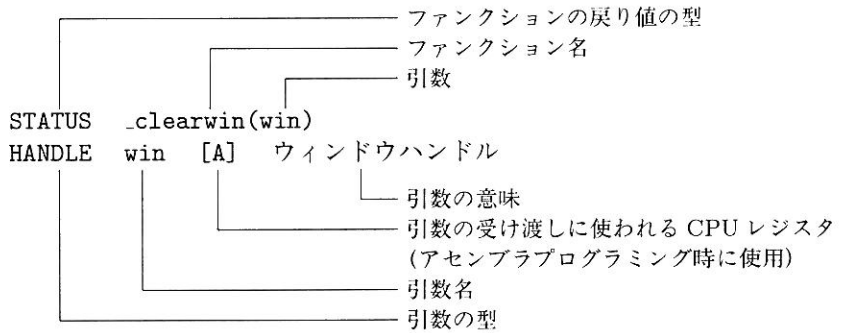 ファンクションの戻り値の型
ファンクション名
引数
STATUS _clearwin(win)
HANDLE win [A] ウィンドウハンドル
引数の意味
引数の受け渡しに使われる CPU レジスタ
(アセンブラプログラミング時に使用)
引数名
引数の型